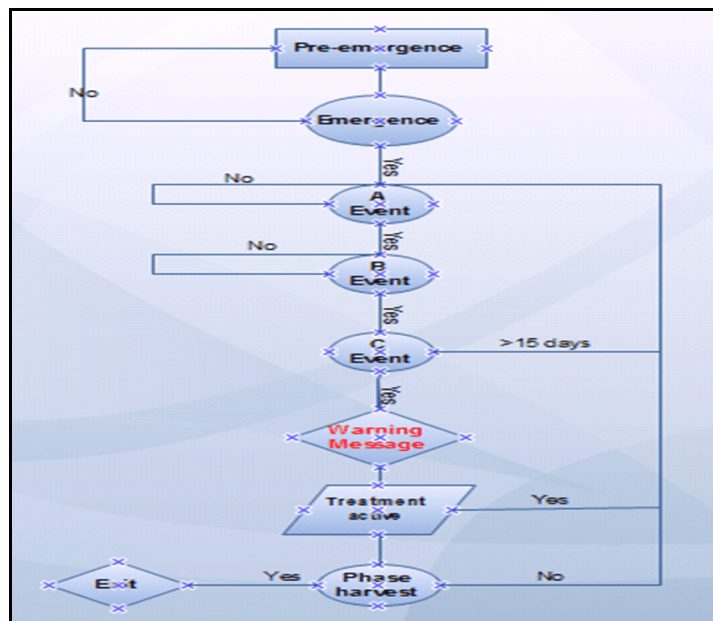 Pre-emergence
No
Emergence
Yes
No
A
Event
Yes
No
B
Event
Yes
C
Event
>15 days
Yes
Warning
Message
Treatment
active
Yes
Exit
Yes
Phase
harvest
No